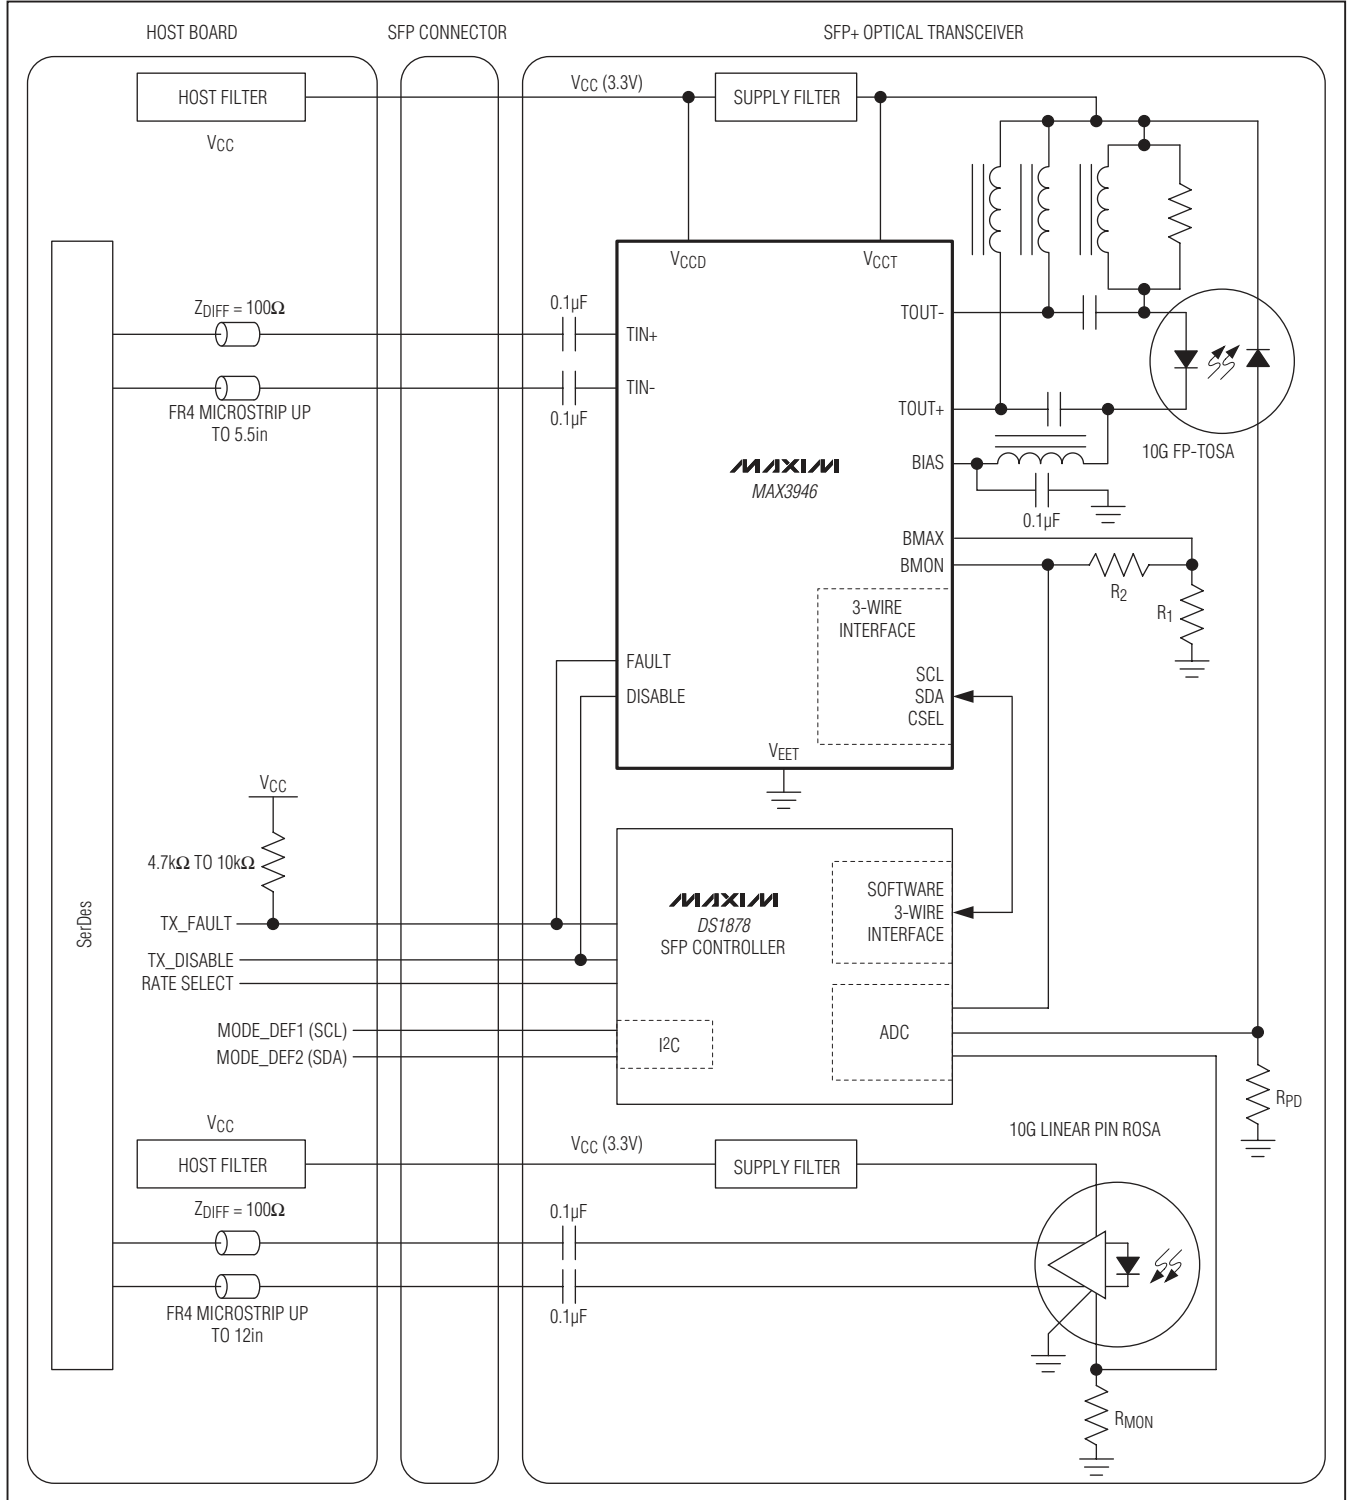 HOST BOARD
SFP CONNECTOR
SFP+ OPTICAL TRANSCEIVER
HOST FILTER
VCC
VCC (3.3V)
SUPPLY FILTER
VCCD
VCCT
ZDIFF = 100Ω
FR4 MICROSTRIP UP
TO 5.5in
0.1µF
0.1µF
TIN+
TIN-
TOUT-
TOUT+
BIAS
10G FP-TOSA
MAXIM
MAX3946
0.1µF
BMAX
BMON
R2
R1
3-WIRE
INTERFACE
SCL
SDA
CSEL
FAULT
DISABLE
VEET
VCC
4.7kΩ TO 10kΩ
SerDes
TX_FAULT
TX_DISABLE
RATE SELECT
MODE_DEF1 (SCL)
MODE_DEF2 (SDA)
MAXIM
DS1878
SFP CONTROLLER
SOFTWARE
3-WIRE
INTERFACE
I2C
ADC
RPD
VCC
HOST FILTER
VCC (3.3V)
SUPPLY FILTER
10G LINEAR PIN ROSA
ZDIFF = 100Ω
FR4 MICROSTRIP UP
TO 12in
0.1µF
0.1µF
RMON